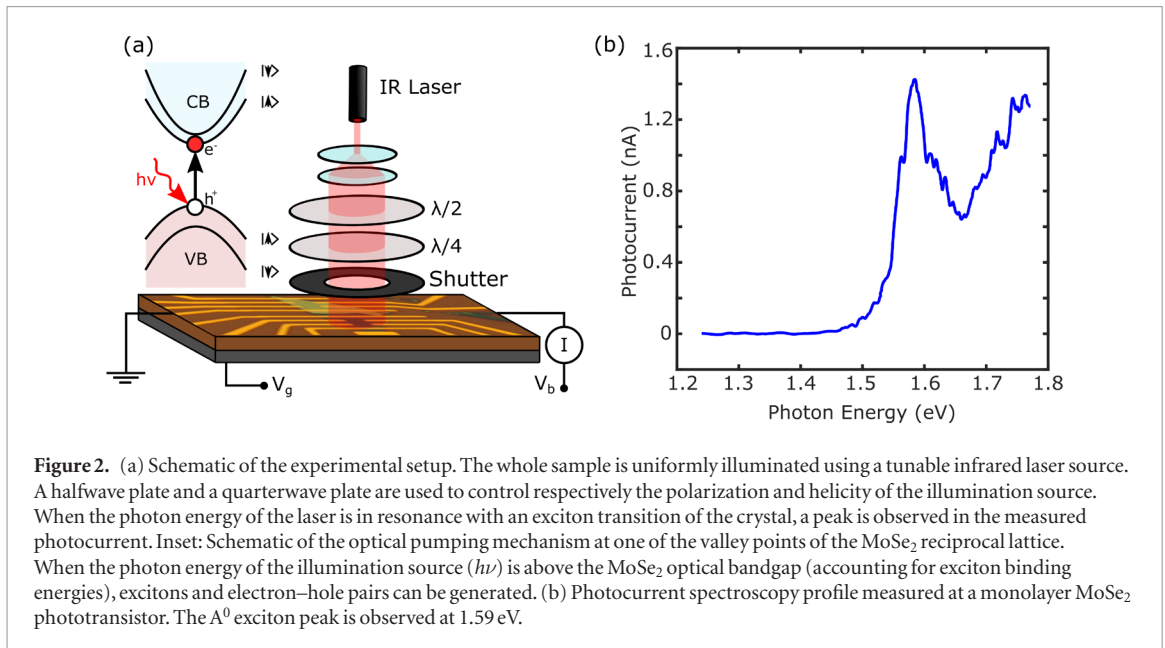 (a)
CB
|▼>
|▲>
e-
hν
h+
VB
|▲>
|▼>
IR Laser
λ/2
λ/4
Shutter
I
Vg
Vb
(b)
Photocurrent (nA)
1.6
1.2
0.8
0.4
0
1.2 1.3 1.4 1.5 1.6 1.7 1.8
Photon Energy (eV)
Figure 2. (a) Schematic of the experimental setup. The whole sample is uniformly illuminated using a tunable infrared laser source.
A halfwave plate and a quarterwave plate are used to control respectively the polarization and helicity of the illumination source.
When the photon energy of the laser is in resonance with an exciton transition of the crystal, a peak is observed in the measured
photocurrent. Inset: Schematic of the optical pumping mechanism at one of the valley points of the MoSe₂ reciprocal lattice.
When the photon energy of the illumination source (hν) is above the MoSe₂ optical bandgap (accounting for exciton binding
energies), excitons and electron–hole pairs can be generated. (b) Photocurrent spectroscopy profile measured at a monolayer MoSe₂
phototransistor. The A⁰ exciton peak is observed at 1.59 eV.